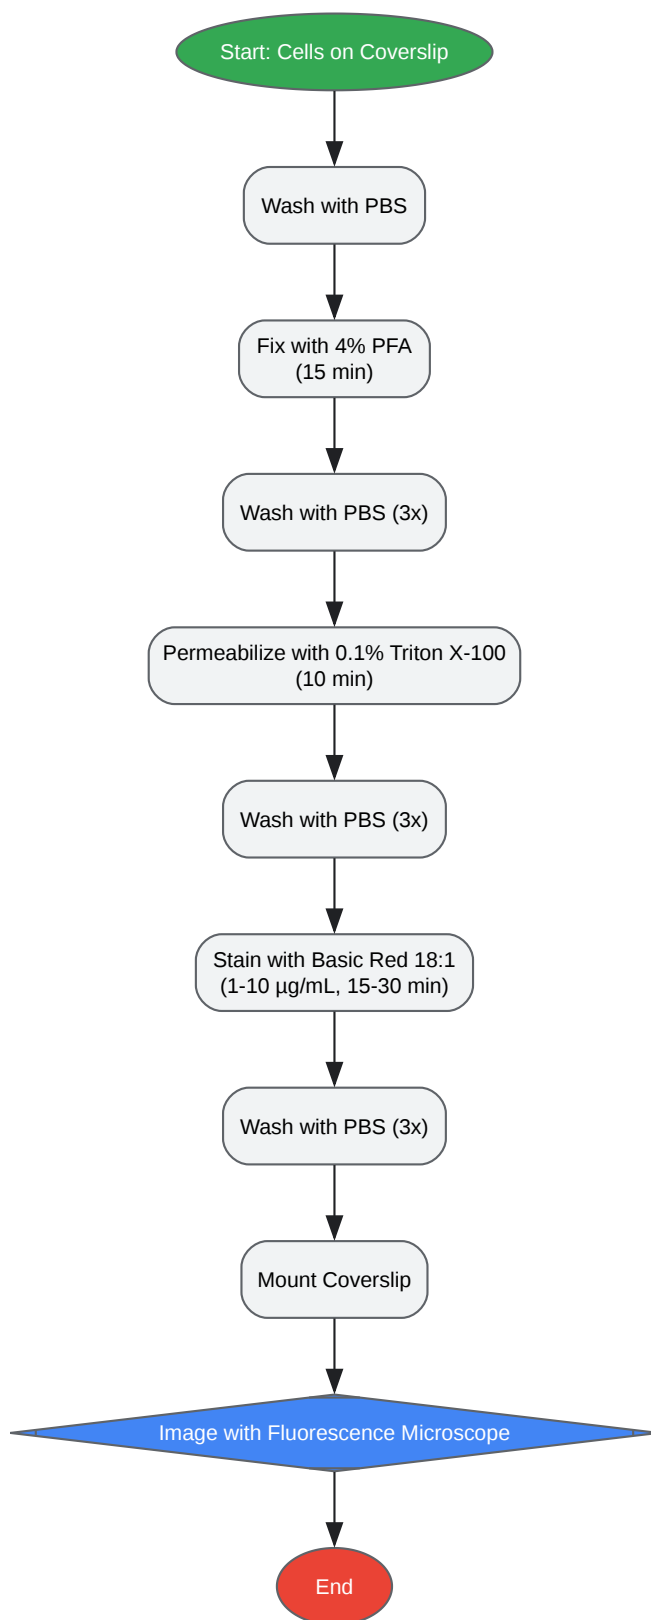 Start: Cells on Coverslip
Wash with PBS
Fix with 4% PFA
(15 min)
Wash with PBS (3x)
Permeabilize with 0.1% Triton X-100
(10 min)
Wash with PBS (3x)
Stain with Basic Red 18:1
(1-10 µg/mL, 15-30 min)
Wash with PBS (3x)
Mount Coverslip
Image with Fluorescence Microscope
End